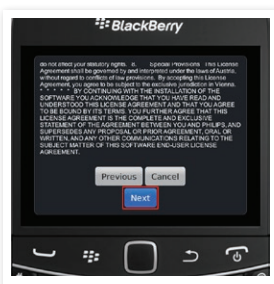 BlackBerry
do not affect your statutory rights. 8. Special Provisions This License
Agreement shall be governed by and interpreted under the laws of Austria,
without regard to conflicts of law provisions. By accepting this License
Agreement, you agree to be subject to the exclusive jurisdiction in Vienna.
* * * * * BY CONTINUING WITH THE INSTALLATION OF THE
SOFTWARE YOU ACKNOWLEDGE THAT YOU HAVE READ AND
UNDERSTOOD THIS LICENSE AGREEMENT AND THAT YOU AGREE
TO BE BOUND BY ITS TERMS. YOU FURTHER AGREE THAT THIS
LICENSE AGREEMENT IS THE COMPLETE AND EXCLUSIVE
STATEMENT OF THE AGREEMENT BETWEEN YOU AND PHILIPS, AND
SUPERSEDES ANY PROPOSAL OR PRIOR AGREEMENT, ORAL OR
WRITTEN, AND ANY OTHER COMMUNICATIONS RELATING TO THE
SUBJECT MATTER OF THIS SOFTWARE END-USER LICENSE
AGREEMENT.
Previous Cancel
Next